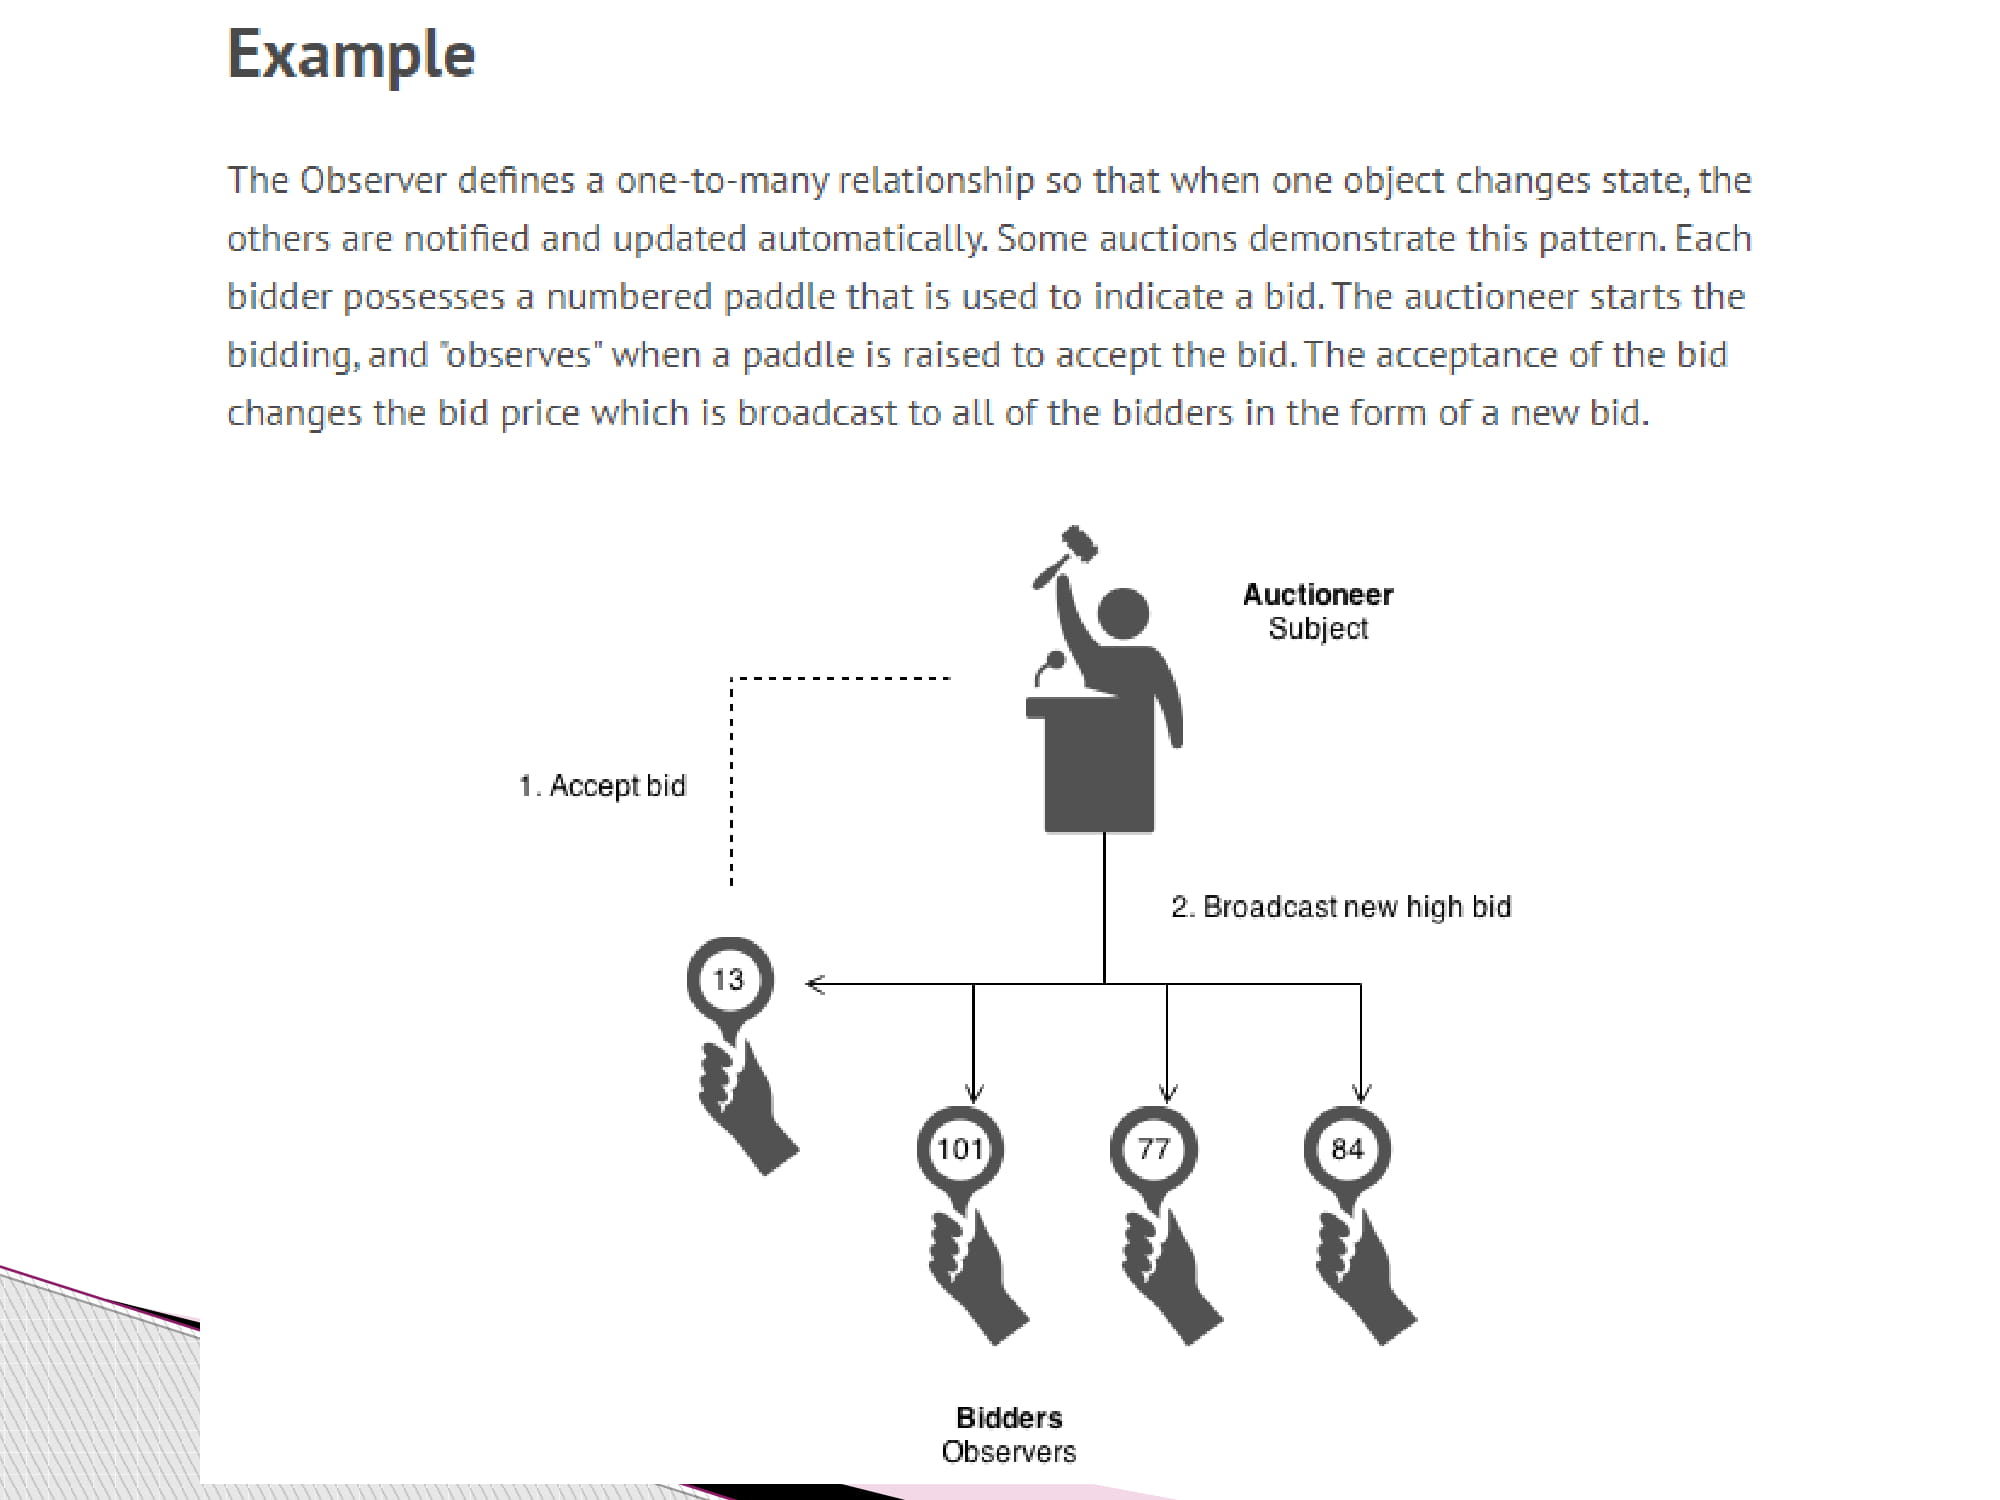 Example
The Observer defines a one-to-many relationship so that when one object changes state, the
others are notified and updated automatically. Some auctions demonstrate this pattern. Each
bidder possesses a numbered paddle that is used to indicate a bid. The auctioneer starts the
bidding, and "observes" when a paddle is raised to accept the bid. The acceptance of the bid
changes the bid price which is broadcast to all of the bidders in the form of a new bid.
Auctioneer
Subject
1. Accept bid
2. Broadcast new high bid
13
101
77
84
Bidders
Observers